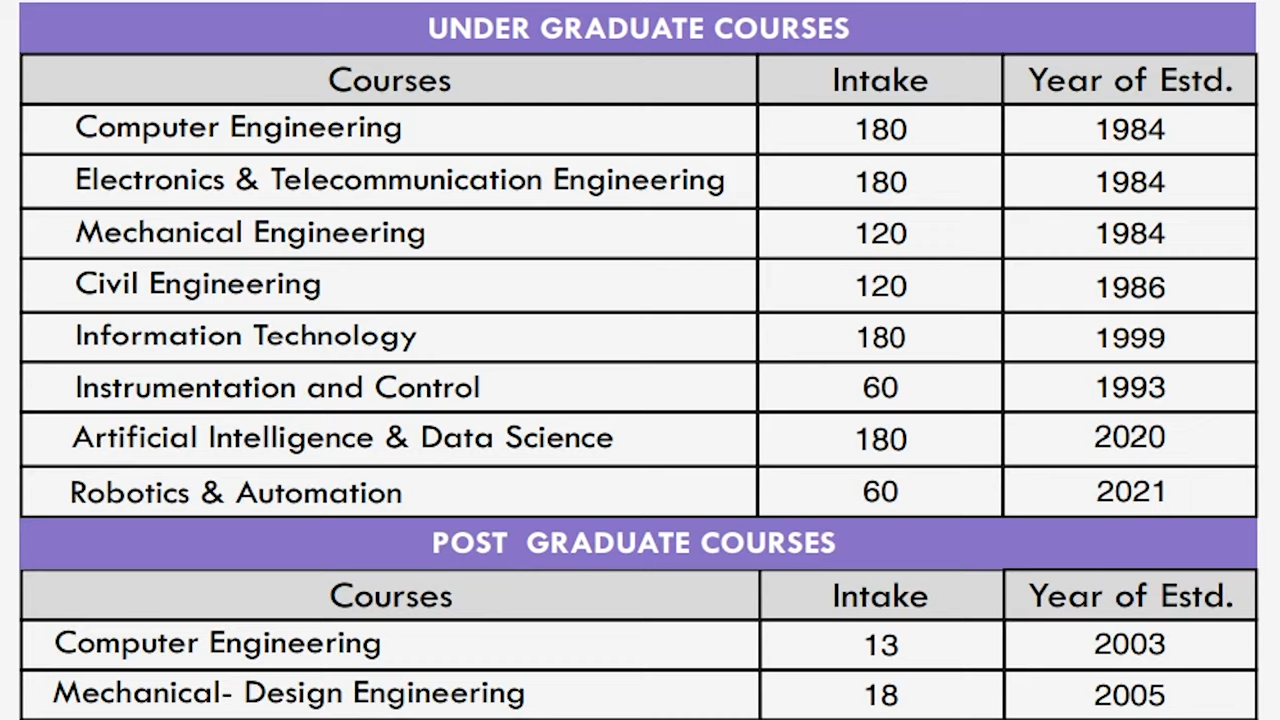 UNDER GRADUATE COURSES
Courses Intake Year of Estd.
Computer Engineering 180 1984
Electronics & Telecommunication Engineering 180 1984
Mechanical Engineering 120 1984
Civil Engineering 120 1986
Information Technology 180 1999
Instrumentation and Control 60 1993
Artificial Intelligence & Data Science 180 2020
Robotics & Automation 60 2021
POST GRADUATE COURSES
Courses Intake Year of Estd.
Computer Engineering 13 2003
Mechanical- Design Engineering 18 2005